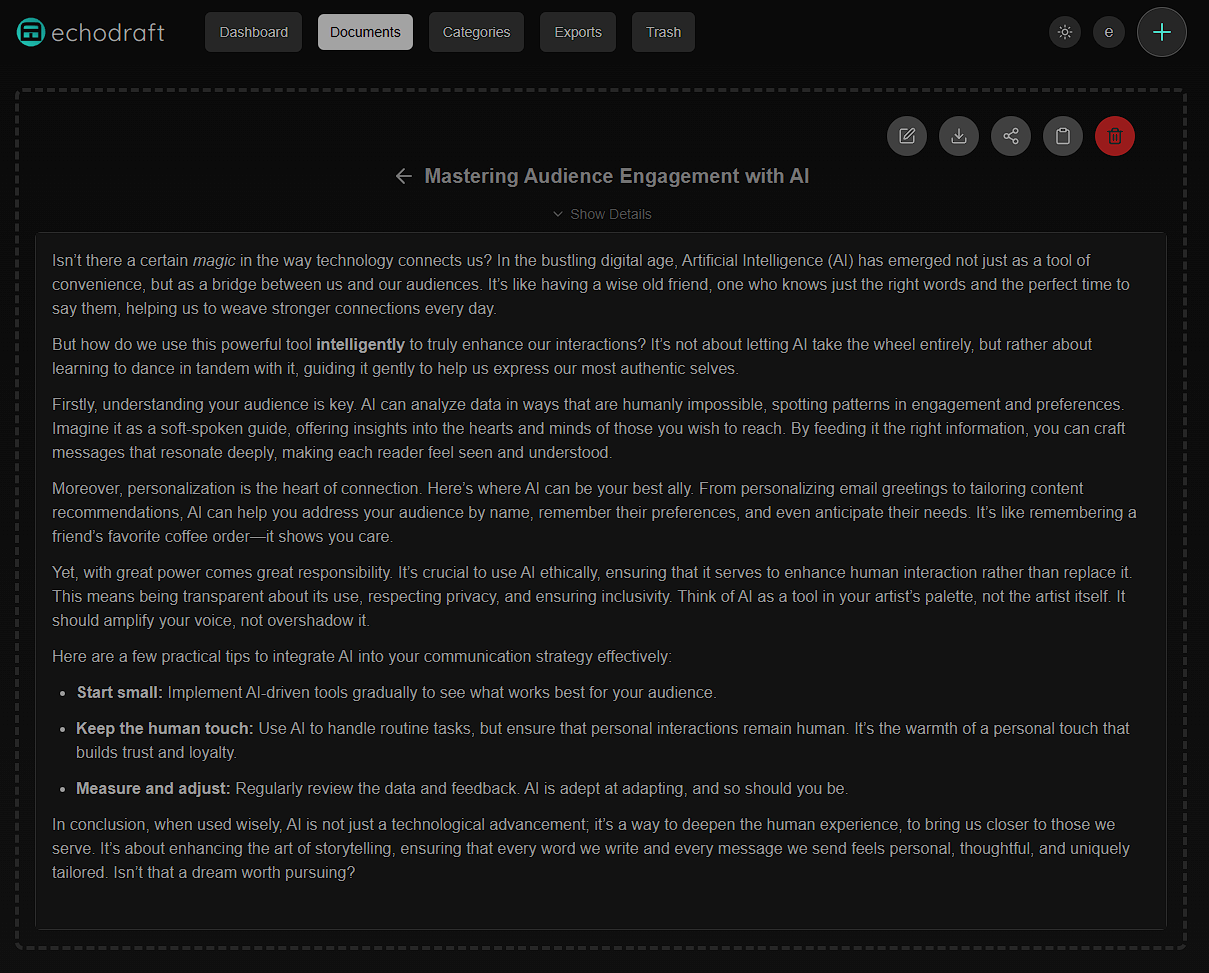 echodraft
Dashboard
Documents
Categories
Exports
Trash
e
Mastering Audience Engagement with AI
Show Details
Isn’t there a certain magic in the way technology connects us? In the bustling digital age, Artificial Intelligence (AI) has emerged not just as a tool of
convenience, but as a bridge between us and our audiences. It’s like having a wise old friend, one who knows just the right words and the perfect time to
say them, helping us to weave stronger connections every day.
But how do we use this powerful tool intelligently to truly enhance our interactions? It’s not about letting AI take the wheel entirely, but rather about
learning to dance in tandem with it, guiding it gently to help us express our most authentic selves.
Firstly, understanding your audience is key. AI can analyze data in ways that are humanly impossible, spotting patterns in engagement and preferences.
Imagine it as a soft-spoken guide, offering insights into the hearts and minds of those you wish to reach. By feeding it the right information, you can craft
messages that resonate deeply, making each reader feel seen and understood.
Moreover, personalization is the heart of connection. Here’s where AI can be your best ally. From personalizing email greetings to tailoring content
recommendations, AI can help you address your audience by name, remember their preferences, and even anticipate their needs. It’s like remembering a
friend’s favorite coffee order—it shows you care.
Yet, with great power comes great responsibility. It’s crucial to use AI ethically, ensuring that it serves to enhance human interaction rather than replace it.
This means being transparent about its use, respecting privacy, and ensuring inclusivity. Think of AI as a tool in your artist’s palette, not the artist itself. It
should amplify your voice, not overshadow it.
Here are a few practical tips to integrate AI into your communication strategy effectively:
• Start small: Implement AI-driven tools gradually to see what works best for your audience.
• Keep the human touch: Use AI to handle routine tasks, but ensure that personal interactions remain human. It’s the warmth of a personal touch that
builds trust and loyalty.
• Measure and adjust: Regularly review the data and feedback. AI is adept at adapting, and so should you be.
In conclusion, when used wisely, AI is not just a technological advancement; it’s a way to deepen the human experience, to bring us closer to those we
serve. It’s about enhancing the art of storytelling, ensuring that every word we write and every message we send feels personal, thoughtful, and uniquely
tailored. Isn’t that a dream worth pursuing?